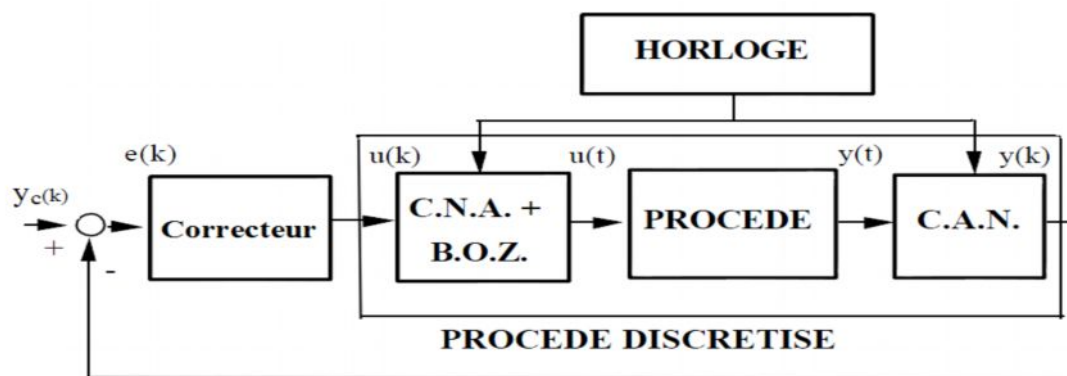 HORLOGE
e(k)
u(k)
u(t)
y(t)
y(k)
yc(k)
+
-
Correcteur
C.N.A. +
B.O.Z.
PROCEDE
C.A.N.
PROCEDE DISCRETISE